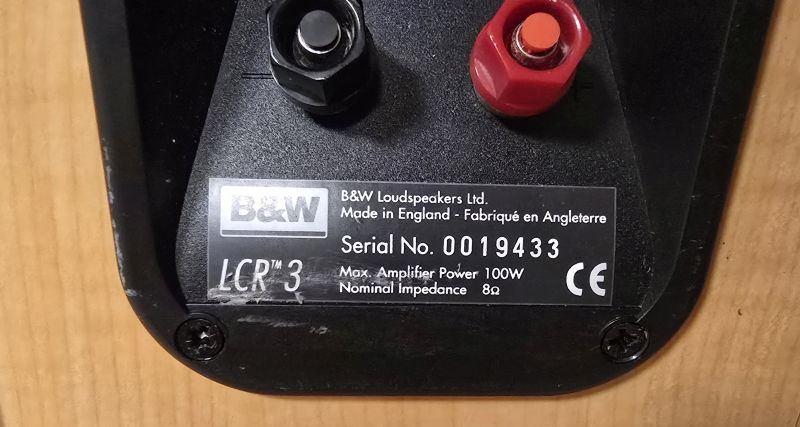 B&W
B&W Loudspeakers Ltd.
Made in England - Fabriqué en Angleterre
Serial No. 0019433
LCR™ 3
Max. Amplifier Power 100W
Nominal Impedance 8Ω
CE